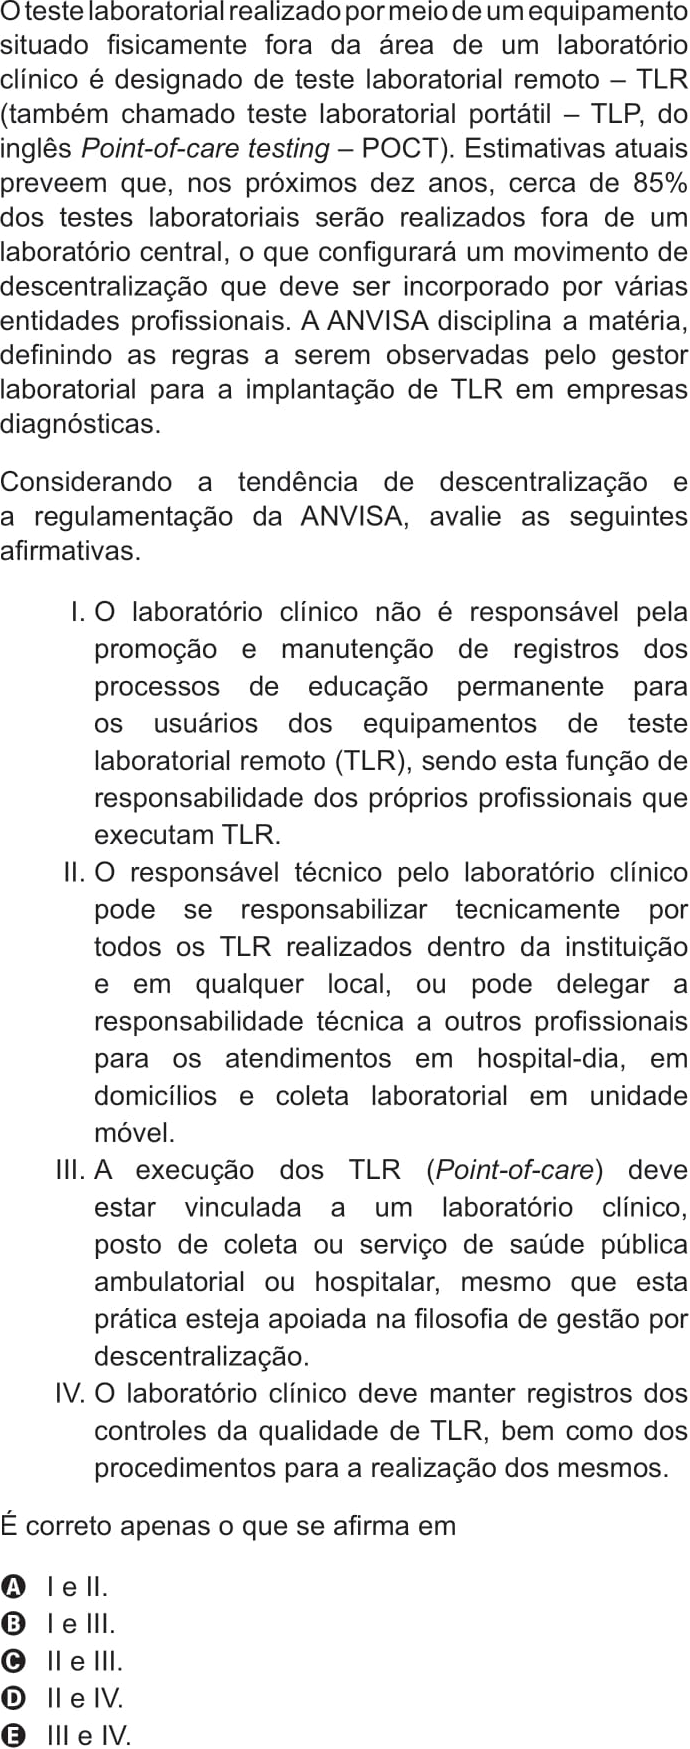 O teste laboratorial realizado por meio de um equipamento
situado fisicamente fora da área de um laboratório
clínico é designado de teste laboratorial remoto – TLR
(também chamado teste laboratorial portátil – TLP, do
inglês Point-of-care testing – POCT). Estimativas atuais
preveem que, nos próximos dez anos, cerca de 85%
dos testes laboratoriais serão realizados fora de um
laboratório central, o que configurará um movimento de
descentralização que deve ser incorporado por várias
entidades profissionais. A ANVISA disciplina a matéria,
definindo as regras a serem observadas pelo gestor
laboratorial para a implantação de TLR em empresas
diagnósticas.
Considerando a tendência de descentralização e
a regulamentação da ANVISA, avalie as seguintes
afirmativas.
I. O laboratório clínico não é responsável pela
promoção e manutenção de registros dos
processos de educação permanente para
os usuários dos equipamentos de teste
laboratorial remoto (TLR), sendo esta função de
responsabilidade dos próprios profissionais que
executam TLR.
II. O responsável técnico pelo laboratório clínico
pode se responsabilizar tecnicamente por
todos os TLR realizados dentro da instituição
e em qualquer local, ou pode delegar a
responsabilidade técnica a outros profissionais
para os atendimentos em hospital-dia, em
domicílios e coleta laboratorial em unidade
móvel.
III. A execução dos TLR (Point-of-care) deve
estar vinculada a um laboratório clínico,
posto de coleta ou serviço de saúde pública
ambulatorial ou hospitalar, mesmo que esta
prática esteja apoiada na filosofia de gestão por
descentralização.
IV. O laboratório clínico deve manter registros dos
controles da qualidade de TLR, bem como dos
procedimentos para a realização dos mesmos.
É correto apenas o que se afirma em
A I e II.
B I e III.
C II e III.
D II e IV.
E III e IV.